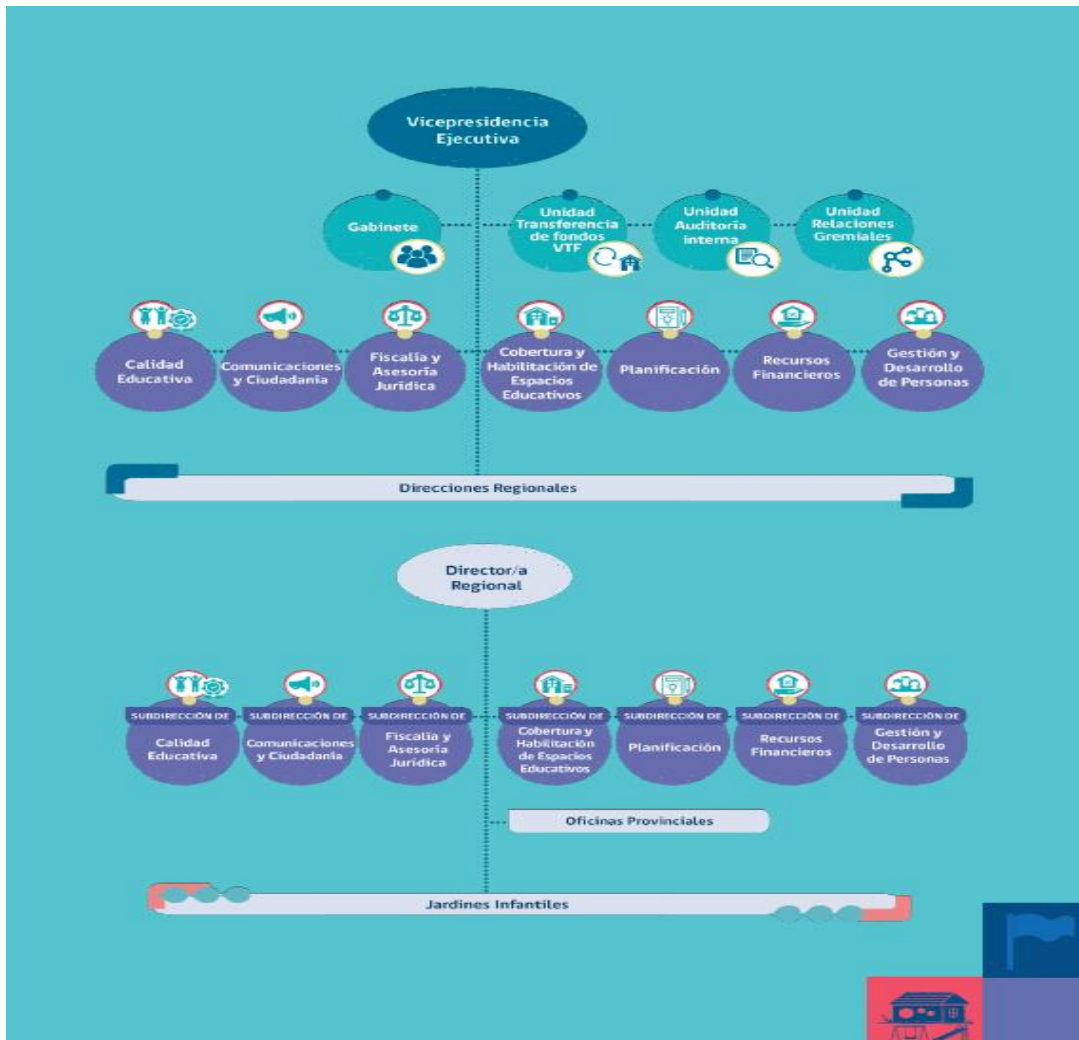 Vicepresidencia
Ejecutiva
Gabinete
Unidad
Transferencia
de fondos
VTF
Unidad
Auditoría
interna
Unidad
Relaciones
Gremiales
Calidad
Educativa
Comunicaciones
y Ciudadanía
Fiscalía y
Asesoría
Jurídica
Cobertura y
Habilitación de
Espacios
Educativos
Planificación
Recursos
Financieros
Gestión y
Desarrollo
de Personas
Direcciones Regionales
Director/a
Regional
SUBDIRECCIÓN DE
Calidad
Educativa
SUBDIRECCIÓN DE
Comunicaciones
y Ciudadanía
SUBDIRECCIÓN DE
Fiscalía y
Asesoría
Jurídica
SUBDIRECCIÓN DE
Cobertura y
Habilitación
de Espacios
Educativos
SUBDIRECCIÓN DE
Planificación
SUBDIRECCIÓN DE
Recursos
Financieros
SUBDIRECCIÓN DE
Gestión y
Desarrollo
de Personas
Oficinas Provinciales
Jardines Infantiles